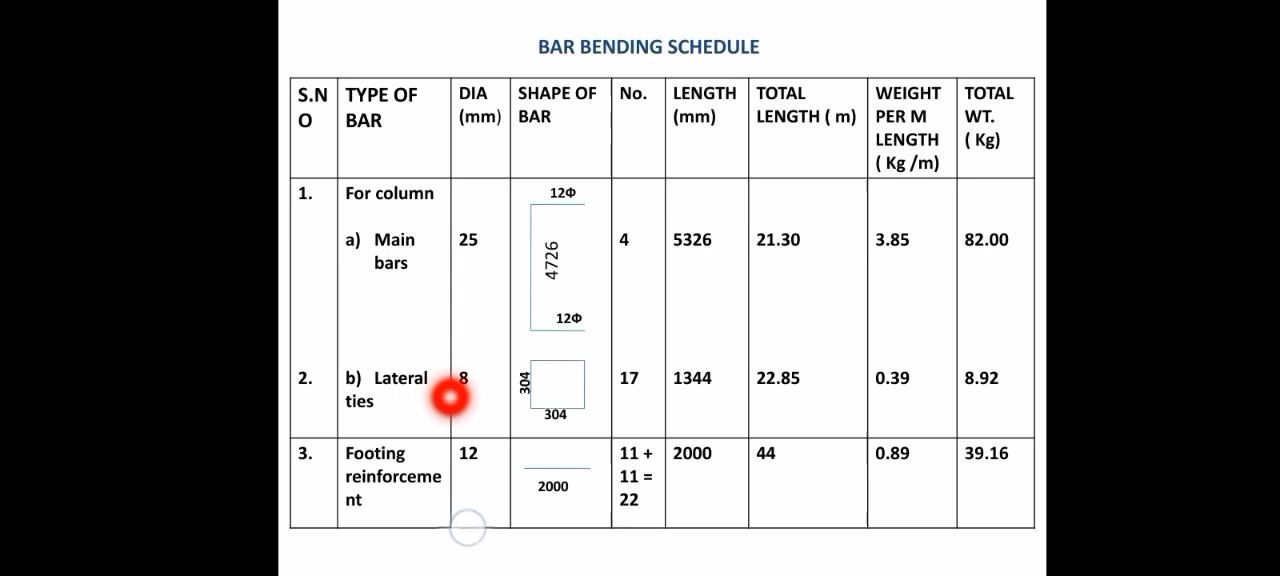 BAR BENDING SCHEDULE
S.N
O
TYPE OF
BAR
DIA
(mm)
SHAPE OF
BAR
No.
LENGTH
(mm)
TOTAL
LENGTH ( m)
WEIGHT
PER M
LENGTH
( Kg /m)
TOTAL
WT.
( Kg)
1.
For column
a) Main
bars
25
12Φ
4726
12Φ
4
5326
21.30
3.85
82.00
2.
b) Lateral
ties
8
304
304
17
1344
22.85
0.39
8.92
3.
Footing
reinforceme
nt
12
2000
11 +
11 =
22
2000
44
0.89
39.16